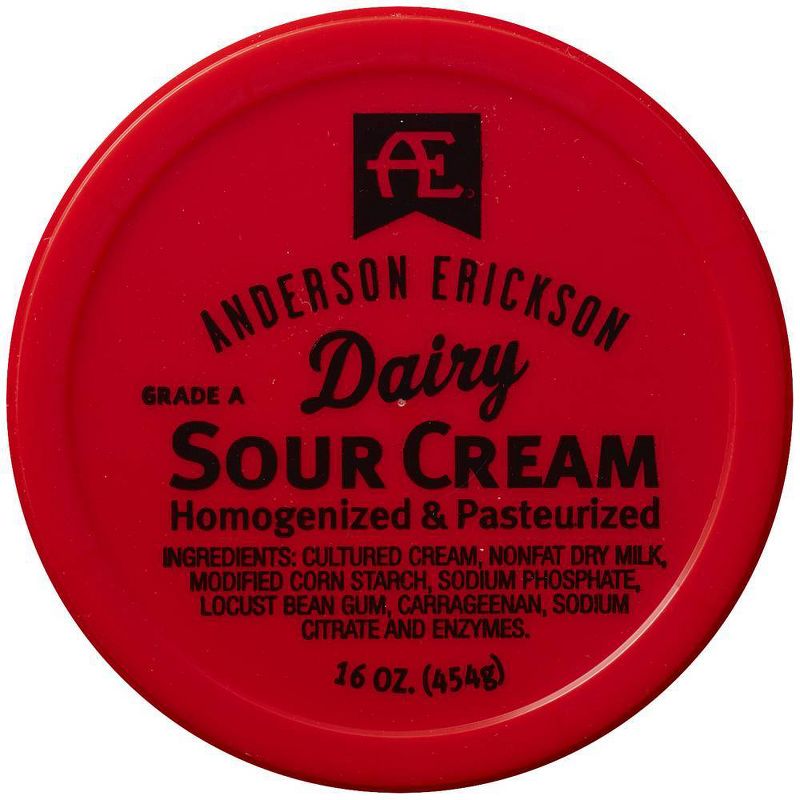 Æ
ANDERSON ERICKSON
Dairy
GRADE A
SOUR CREAM
Homogenized & Pasteurized
INGREDIENTS: CULTURED CREAM, NONFAT DRY MILK,
MODIFIED CORN STARCH, SODIUM PHOSPHATE,
LOCUST BEAN GUM, CARRAGEENAN, SODIUM
CITRATE AND ENZYMES.
16 OZ. (454g)